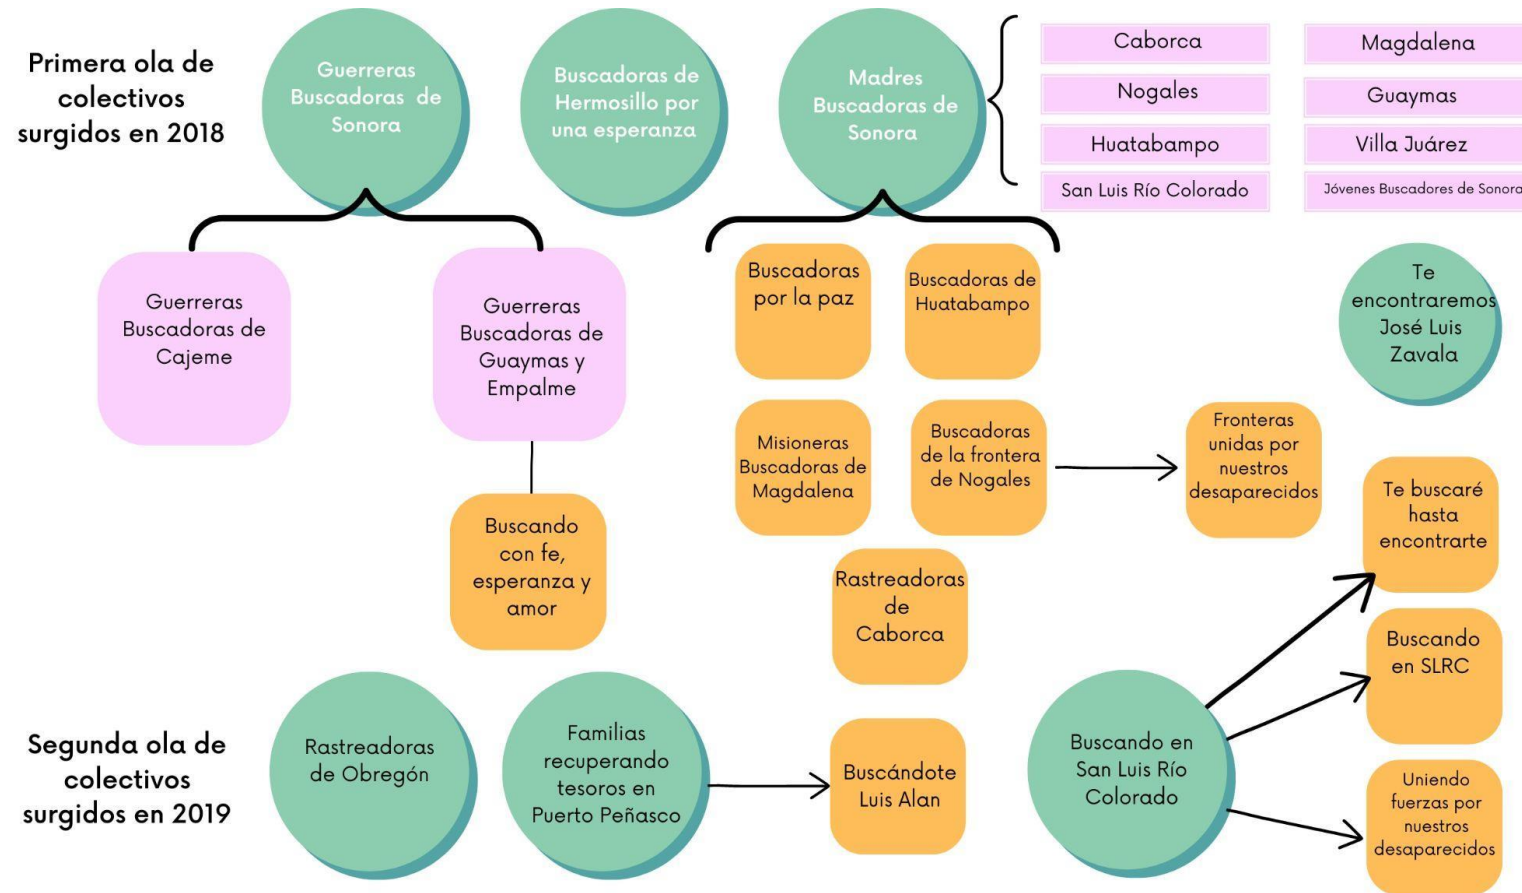 Primera ola de
colectivos
surgidos en 2018
Guerreras
Buscadoras de
Sonora
Buscadoras de
Hermosillo por
una esperanza
Madres
Buscadoras de
Sonora
Caborca
Magdalena
Nogales
Guaymas
Huatabampo
Villa Juárez
San Luis Río Colorado
Jóvenes Buscadores de Sonora
Guerreras
Buscadoras de
Cajeme
Guerreras
Buscadoras de
Guaymas y
Empalme
Buscadoras
por la paz
Buscadoras de
Huatabampo
Te
encontraremos
José Luis
Zavala
Misioneras
Buscadoras de
Magdalena
Buscadoras
de la frontera
de Nogales
Fronteras
unidas por
nuestros
desaparecidos
Te buscaré
hasta
encontrarte
Buscando
con fe,
esperanza y
amor
Rastreadoras
de
Caborca
Buscando
en SLRC
Segunda ola de
colectivos
surgidos en 2019
Rastreadoras
de Obregón
Familias
recuperando
tesoros en
Puerto Peñasco
Buscándote
Luis Alan
Buscando en
San Luis Río
Colorado
Uniendo
fuerzas por
nuestros
desaparecidos